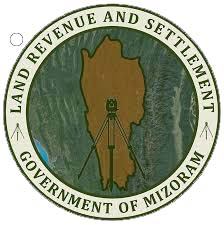 LAND REVENUE AND SETTLEMENT
GOVERNMENT OF MIZORAM